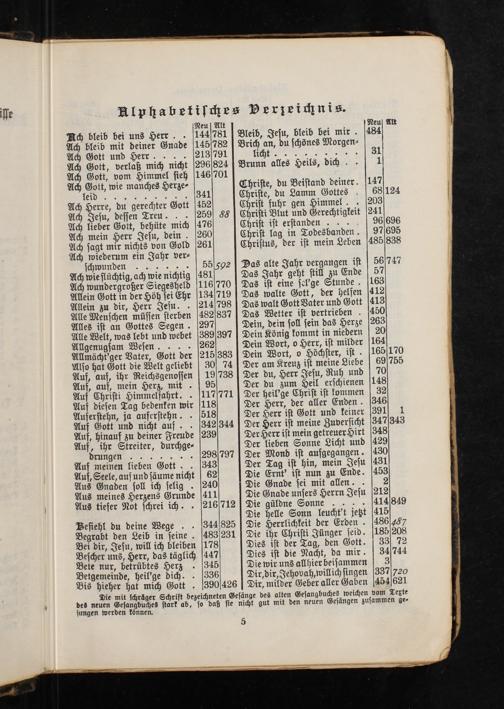 isse
Alphabetisches Verzeichnis.
Neu Alt
Ach bleib bei uns Herr . . 144 781
Ach bleib mit deiner Gnade 145 782
Ach Gott und Herr . . . . 213 791
Ach Gott, verlaß mich nicht 296 824
Ach Gott, vom Himmel sieh 146 701
Ach Gott, wie manches Herze-
leid . . . . . . . . . 341
Ach Herre, du gerechter Gott 452
Ach Jesu, dessen Treu . . . 259 88
Ach lieber Gott, behüte mich 476
Ach mein Herr Jesu, dein . 260
Ach sagt mir nichts von Gold 261
Ach wiederum ein Jahr ver-
schwunden . . . . . . . 55 592
Ach wie flüchtig, ach wie nichtig 481
Ach wundergroßer Siegesheld 116 770
Allein Gott in der Höh sei Ehr 134 719
Allein zu dir, Herr Jesu. . 214 798
Alle Menschen müssen sterben 482 837
Alles ist an Gottes Segen . 297
Alle Welt, was lebt und webet 389 397
Allgenugsam Wesen . . . . 262
Allmächt'ger Vater, Gott der 215 383
Also hat Gott die Welt geliebt 30 74
Auf, auf, ihr Reichsgenossen 19 738
Auf, auf, mein Herz, mit . 95
Auf Christi Himmelfahrt. . 117 771
Auf diesen Tag bedenken wir 118
Auferstehn, ja auferstehn . 518
Auf Gott und nicht auf . . 342 344
Auf, hinauf zu deiner Freude 239
Auf, ihr Streiter, durchge-
drungen . . . . . . . 298 797
Auf meinen lieben Gott . . 343
Auf, Seele, auf und säume nicht 62
Aus Gnaden soll ich selig . 240
Aus meines Herzens Grunde 411
Aus tiefer Not schrei ich . . 216 712
Befiehl du deine Wege . . 344 825
Begrabt den Leib in seine . 483 231
Bei dir, Jesu, will ich bleiben 178
Bescher uns, Herr, das täglich 447
Bete nur, betrübtes Herz . 345
Betgemeinde, heil'ge dich. . 336
Bis hieher hat mich Gott . 390 426
Neu Alt
Bleib, Jesu, bleib bei mir . 484
Brich an, du schönes Morgen-
licht . . . . . . . . . 31
Brunn alles Heils, dich . . 1
Christe, du Beistand deiner. 147
Christe, du Lamm Gottes . 68 124
Christe fuhr gen Himmel . . 203
Christi Blut und Gerechtigkeit 241
Christ ist erstanden . . . . 96 696
Christ lag in Todesbanden . 97 695
Christus, der ist mein Leben 485 838
Das alte Jahr vergangen ist 56 747
Das Jahr geht still zu Ende 57
Das ist eine sel'ge Stunde . 163
Das walte Gott, der helfen 412
Das walt Gott Vater und Gott 413
Das Wetter ist vertrieben . 450
Dein, dein soll sein das Herze 263
Dein König kommt in niedern 20
Dein Wort, o Herr, ist milder 164
Dein Wort, o Höchster, ist . 165 170
Der am Kreuz ist meine Liebe 69 755
Der du, Herr Jesu, Ruh und 70
Der du zum Heil erschienen 148
Der heil'ge Christ ist kommen 32
Der Herr, der aller Enden . 346
Der Herr ist Gott und keiner 391 1
Der Herr ist meine Zuversicht 347 343
Der Herr ist mein getreuer Hirt 348
Der lieben Sonne Licht und 429
Der Mond ist aufgegangen . 430
Der Tag ist hin, mein Jesu 431
Die Ernt' ist nun zu Ende. 453
Die Gnade sei mit allen. . . 2
Die Gnade unsers Herrn Jesu 212
Die güldne Sonne . . . . . 414 849
Die helle Sonn leucht't jetzt 415
Die Herrlichkeit der Erden . 486 487
Die ihr Christi Jünger seid. 185 208
Dies ist der Tag, den Gott. 33 72
Dies ist die Nacht, da mir . 34 744
Die wir uns allhier beisammen 3
Dir, dir, Jehovah, will ich singen 337 720
Dir, milder Geber aller Gaben 454 621
Die mit schräger Schrift bezeichneten Gesänge des alten Gesangbuches weichen vom Texte
des neuen Gesangbuches stark ab, so daß sie nicht gut mit den neuen Gesängen zusammen ge-
sungen werden können.
5